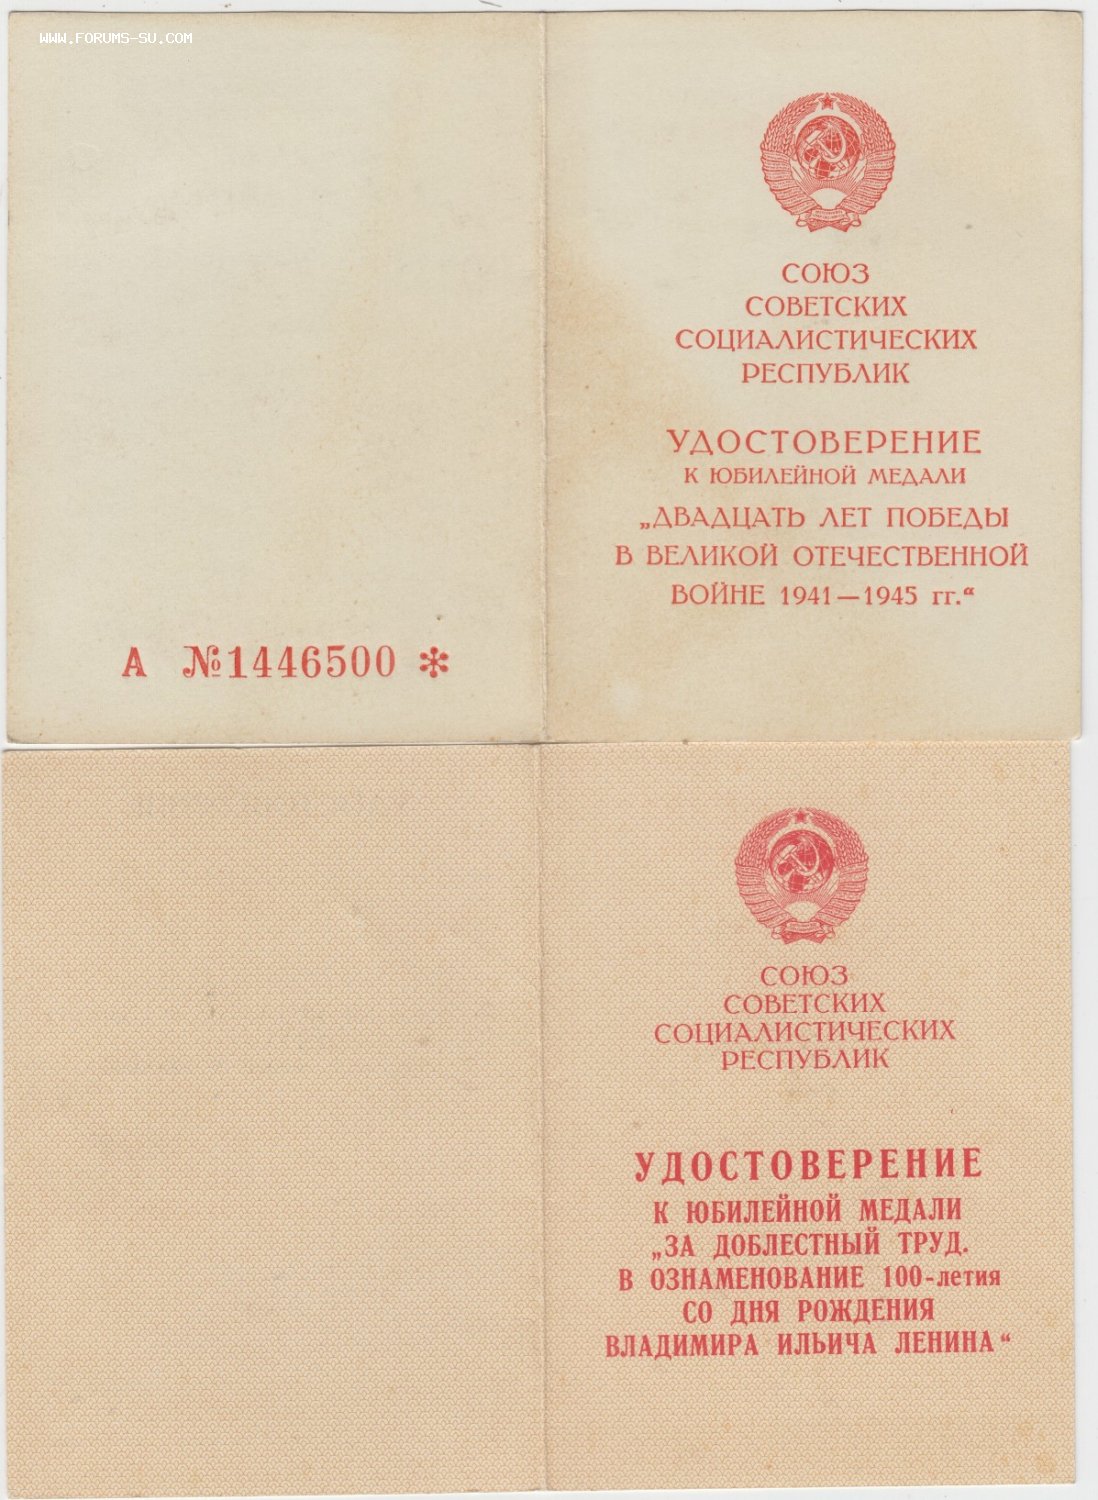 WWW.FORUMS-SU.COM
СОЮЗ
СОВЕТСКИХ
СОЦИАЛИСТИЧЕСКИХ
РЕСПУБЛИК
УДОСТОВЕРЕНИЕ
К ЮБИЛЕЙНОЙ МЕДАЛИ
„ДВАДЦАТЬ ЛЕТ ПОБЕДЫ
В ВЕЛИКОЙ ОТЕЧЕСТВЕННОЙ
ВОЙНЕ 1941—1945 гг.“
А №1446500 *
СОЮЗ
СОВЕТСКИХ
СОЦИАЛИСТИЧЕСКИХ
РЕСПУБЛИК
УДОСТОВЕРЕНИЕ
К ЮБИЛЕЙНОЙ МЕДАЛИ
„ЗА ДОБЛЕСТНЫЙ ТРУД.
В ОЗНАМЕНОВАНИЕ 100-летия
СО ДНЯ РОЖДЕНИЯ
ВЛАДИМИРА ИЛЬИЧА ЛЕНИНА“